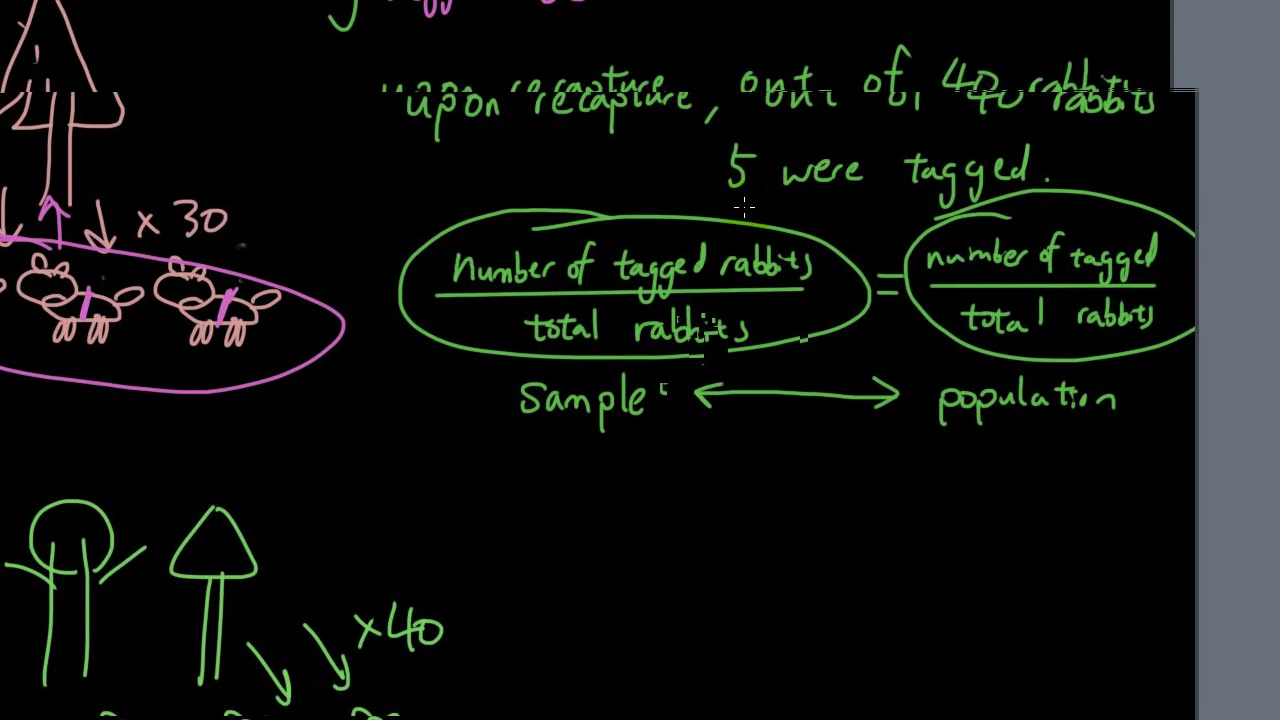 upon recapture, out of 40 rabbits
5 were tagged.
x 30
Number of tagged rabbits
total rabbits
=
number of tagged
total rabbits
Sample
population
x40